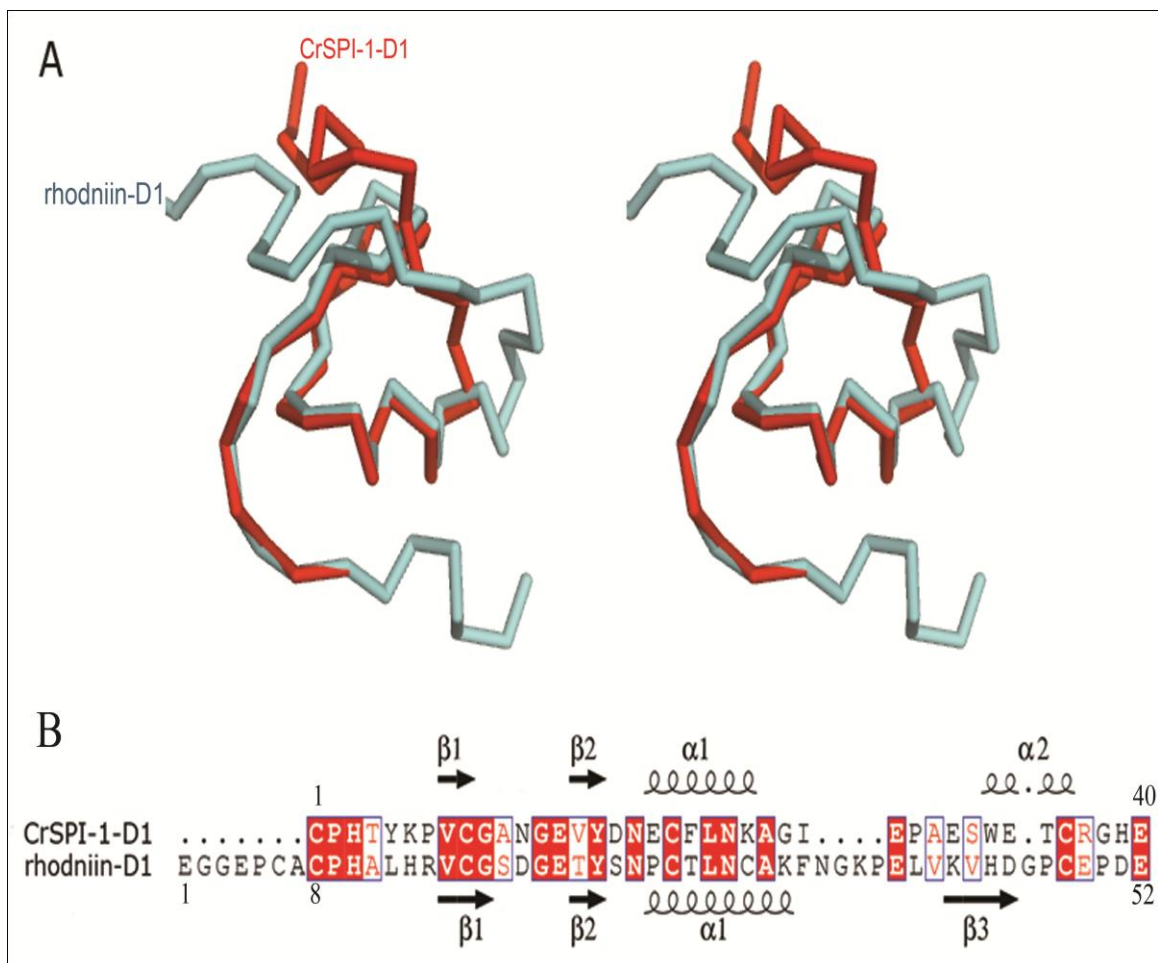 A
CrSPI-1-D1
rhodniin-D1
B
β1 β2 α1 α2
1 40
CrSPI-1-D1 .......CPHTYKPVCGANGEVYDNECFLNKAGI....EPAESWE.TCRGHE
rhodniin-D1 EGGEPCACPHALHRVCGSDGETYSNPCTLNCAKFNGKPELVKVHDGPCEPDE
1 8 52
β1 β2 α1 β3